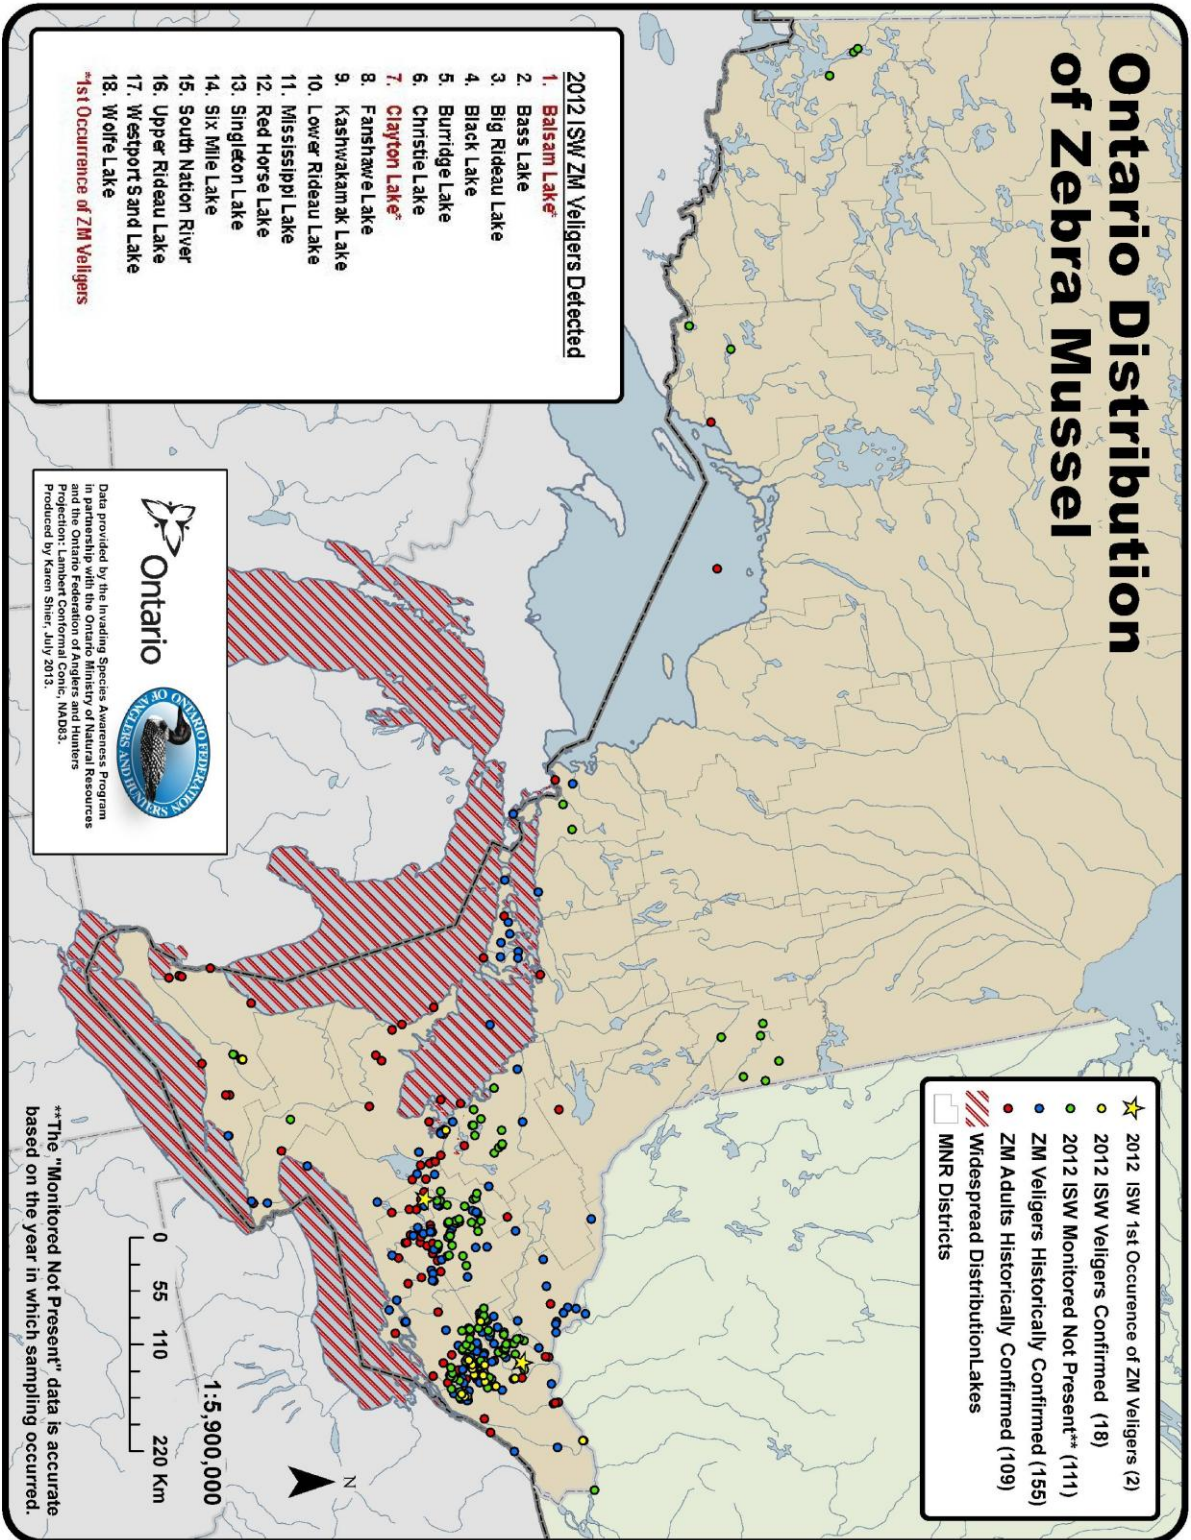 Ontario Distribution
of Zebra Mussel
2012 ISW 1st Occurence of ZM Veligers (2)
2012 ISW Veligers Confirmed (18)
2012 ISW Monitored Not Present** (111)
ZM Veligers Historically Confirmed (155)
ZM Adults Historically Confirmed (109)
Widespread DistributionLakes
MNR Districts
2012 ISW ZM Veligers Detected
1. Balsam Lake*
2. Bass Lake
3. Big Rideau Lake
4. Black Lake
5. Burridge Lake
6. Christie Lake
7. Clayton Lake*
8. Fanshawe Lake
9. Kashwakamak Lake
10. Lower Rideau Lake
11. Mississippi Lake
12. Red Horse Lake
13. Singleton Lake
14. Six Mile Lake
15. South Nation River
16. Upper Rideau Lake
17. Westport Sand Lake
18. Wolfe Lake
*1st Occurrence of ZM Veligers
Ontario
ONTARIO FEDERATION
OF ANGLERS AND HUNTERS
Data provided by the Invading Species Awareness Program
in partnership with the Ontario Ministry of Natural Resources
and the Ontario Federation of Anglers and Hunters
Projection: Lambert Conformal Conic, NAD83.
Produced by Karen Shier, July 2013.
N
1:5,900,000
0 55 110 220 Km
**The "Monitored Not Present" data is accurate
based on the year in which sampling occurred.